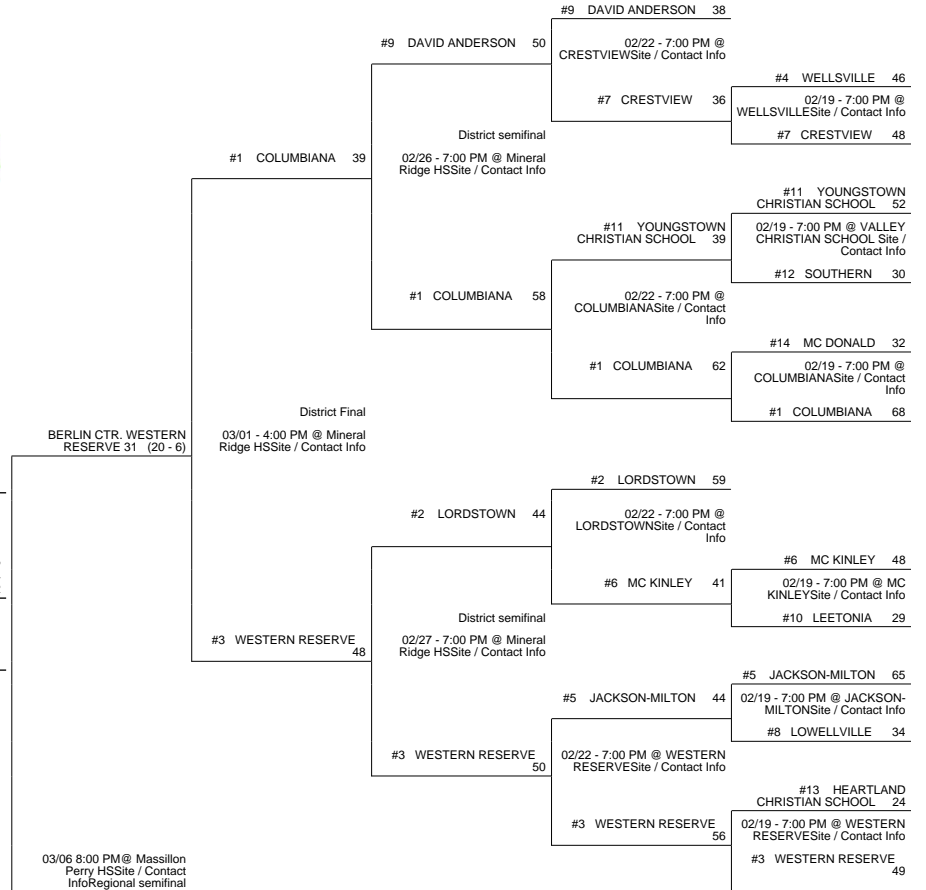 #9 DAVID ANDERSON 38
#9 DAVID ANDERSON 50
02/22 - 7:00 PM @
CRESTVIEWSite / Contact Info
#4 WELLSVILLE 46
#7 CRESTVIEW 36
02/19 - 7:00 PM @
WELLSVILLESite / Contact Info
#7 CRESTVIEW 48
District semifinal
#1 COLUMBIANA 39
02/26 - 7:00 PM @ Mineral
Ridge HSSite / Contact Info
#11 YOUNGSTOWN
CHRISTIAN SCHOOL 52
#11 YOUNGSTOWN
CHRISTIAN SCHOOL 39
02/19 - 7:00 PM @ VALLEY
CHRISTIAN SCHOOL Site /
Contact Info
#12 SOUTHERN 30
#1 COLUMBIANA 58
02/22 - 7:00 PM @
COLUMBIANASite / Contact
Info
#14 MC DONALD 32
#1 COLUMBIANA 62
02/19 - 7:00 PM @
COLUMBIANASite / Contact
Info
#1 COLUMBIANA 68
District Final
BERLIN CTR. WESTERN
RESERVE 31 (20 - 6)
03/01 - 4:00 PM @ Mineral
Ridge HSSite / Contact Info
#2 LORDSTOWN 59
#2 LORDSTOWN 44
02/22 - 7:00 PM @
LORDSTOWNSite / Contact
Info
#6 MC KINLEY 48
#6 MC KINLEY 41
02/19 - 7:00 PM @ MC
KINLEYSite / Contact Info
#10 LEETONIA 29
District semifinal
#3 WESTERN RESERVE
48
02/27 - 7:00 PM @ Mineral
Ridge HSSite / Contact Info
#5 JACKSON-MILTON 65
#5 JACKSON-MILTON 44
02/19 - 7:00 PM @ JACKSON-
MILTONSite / Contact Info
#8 LOWELLVILLE 34
#3 WESTERN RESERVE
50
02/22 - 7:00 PM @ WESTERN
RESERVESite / Contact Info
#13 HEARTLAND
CHRISTIAN SCHOOL 24
#3 WESTERN RESERVE
56
02/19 - 7:00 PM @ WESTERN
RESERVESite / Contact Info
#3 WESTERN RESERVE
49
03/06 8:00 PM@ Massillon
Perry HSSite / Contact
InfoRegional semifinal